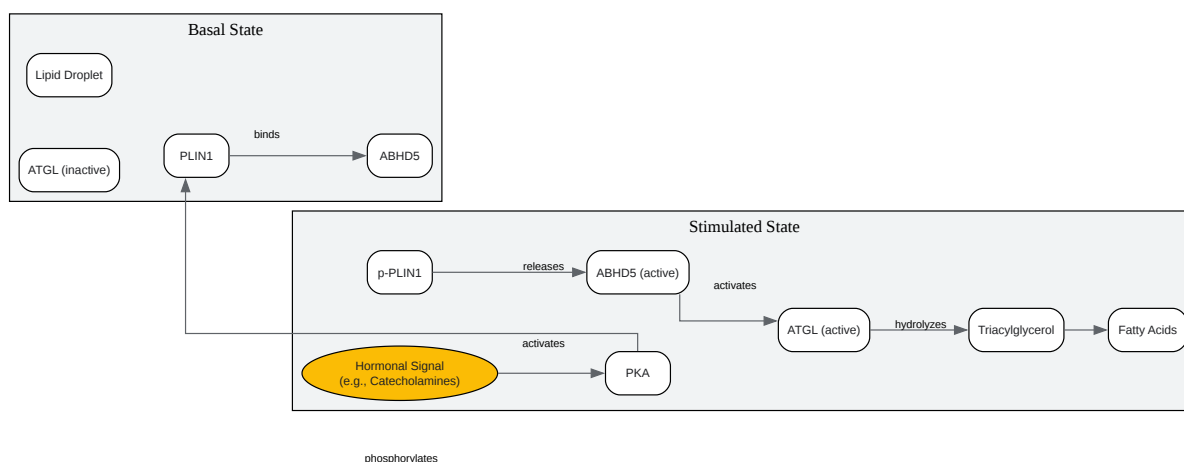 Basal State
Lipid Droplet
binds
PLIN1
ABHD5
ATGL (inactive)
Stimulated State
p-PLIN1
releases
ABHD5 (active)
activates
ATGL (active)
hydrolyzes
Triacylglycerol
Fatty Acids
activates
Hormonal Signal
(e.g., Catecholamines)
PKA
phosphorylates